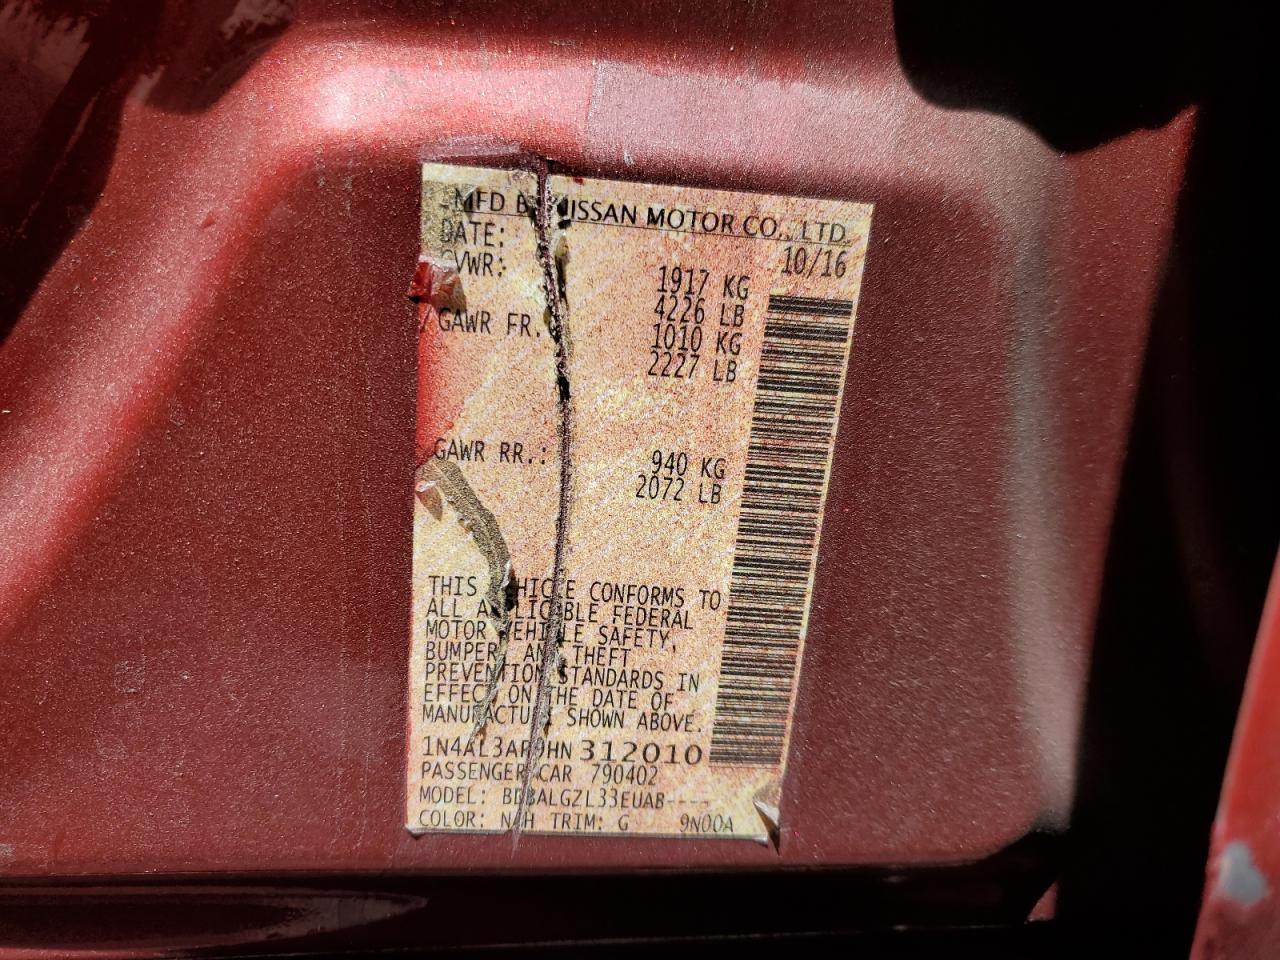 MFD BY NISSAN MOTOR CO., LTD.
DATE: 10/16
GVWR: 1917 KG
4226 LB
GAWR FR. 1010 KG
2227 LB
GAWR RR.: 940 KG
2072 LB
THIS VEHICLE CONFORMS TO
ALL APPLICABLE FEDERAL
MOTOR VEHICLE SAFETY,
BUMPER, AND THEFT
PREVENTION STANDARDS IN
EFFECT ON THE DATE OF
MANUFACTURE SHOWN ABOVE.
1N4AL3AP9HN 312010
PASSENGER CAR 790402
MODEL:
COLOR: NAH TRIM: G 9N00A